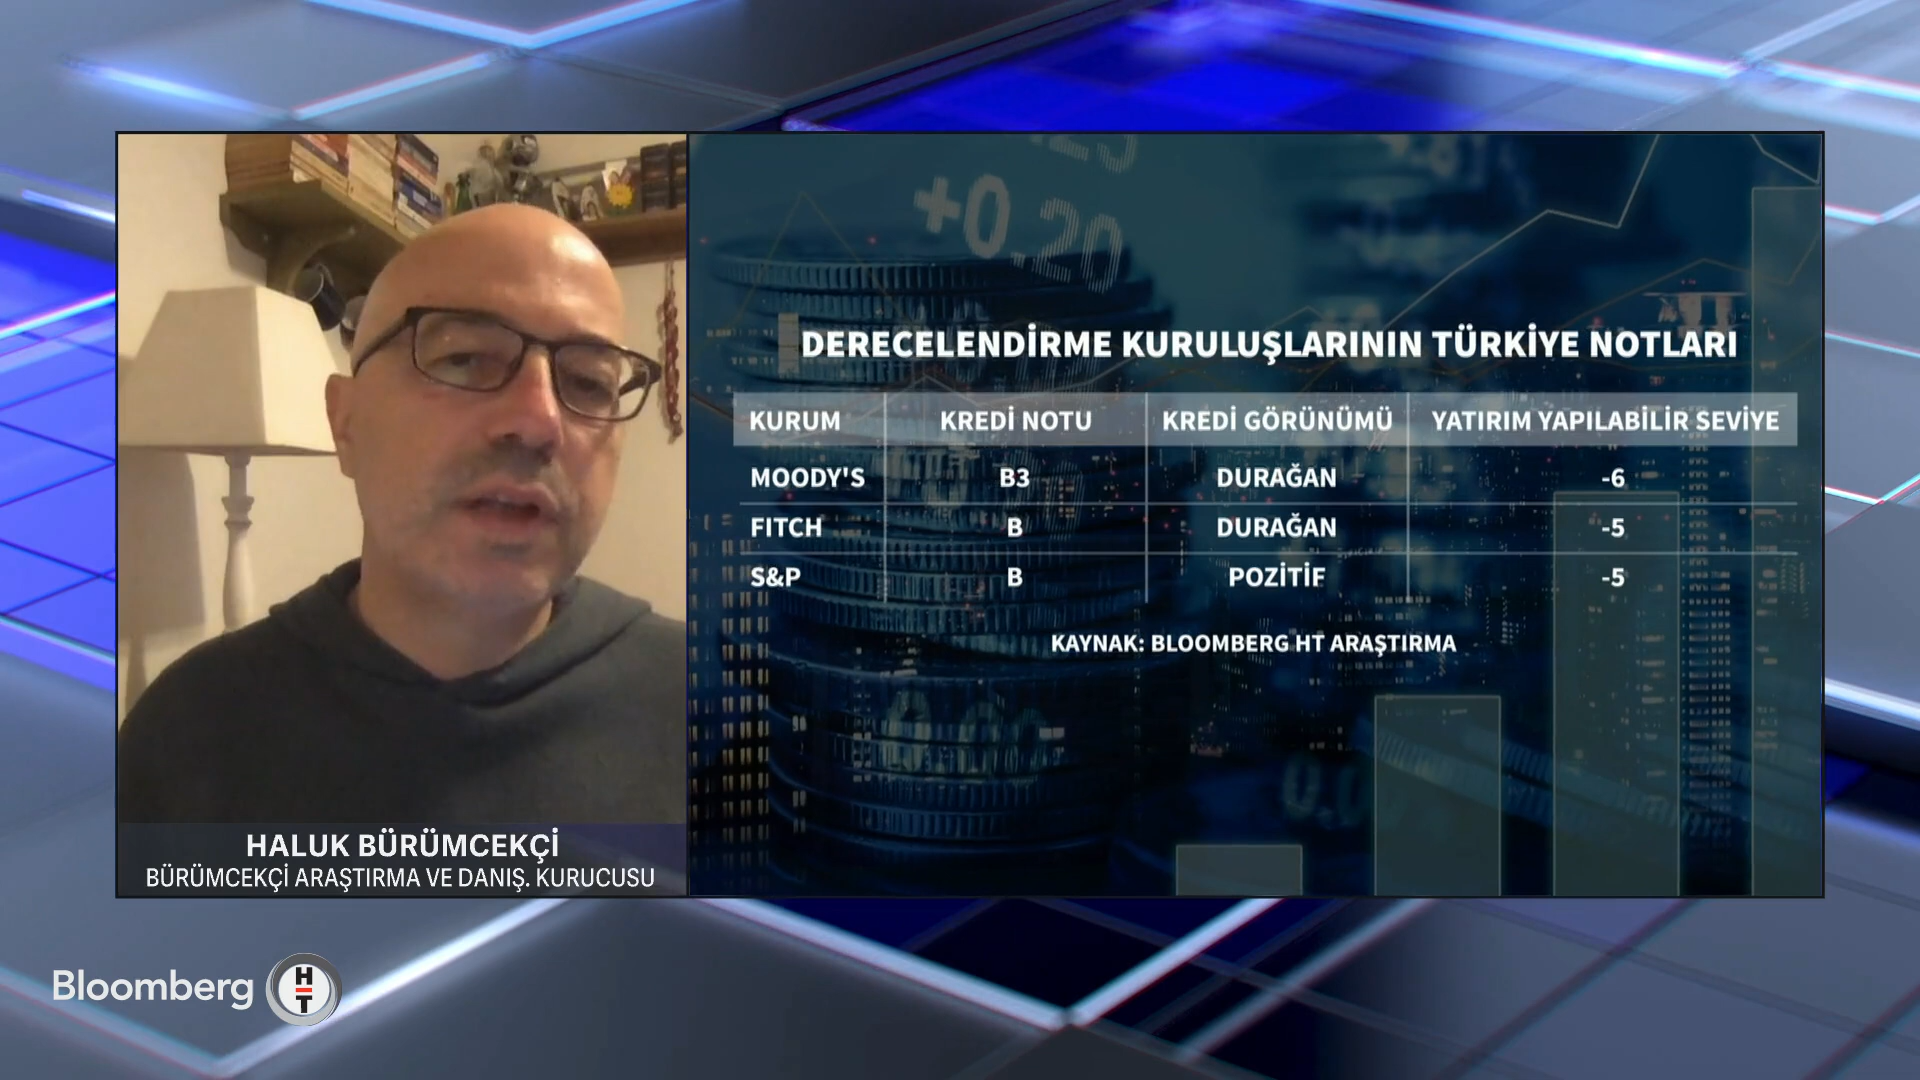 DERECELENDİRME KURULUŞLARININ TÜRKİYE NOTLARI
KURUM KREDİ NOTU KREDİ GÖRÜNÜMÜ YATIRIM YAPILABİLİR SEVİYE
MOODY'S B3 DURAĞAN -6
FITCH B DURAĞAN -5
S&P B POZİTİF -5
KAYNAK: BLOOMBERG HT ARAŞTIRMA
+0.20
HALUK BÜRÜMCEKÇİ
BÜRÜMCEKÇİ ARAŞTIRMA VE DANIŞ. KURUCUSU
Bloomberg HT